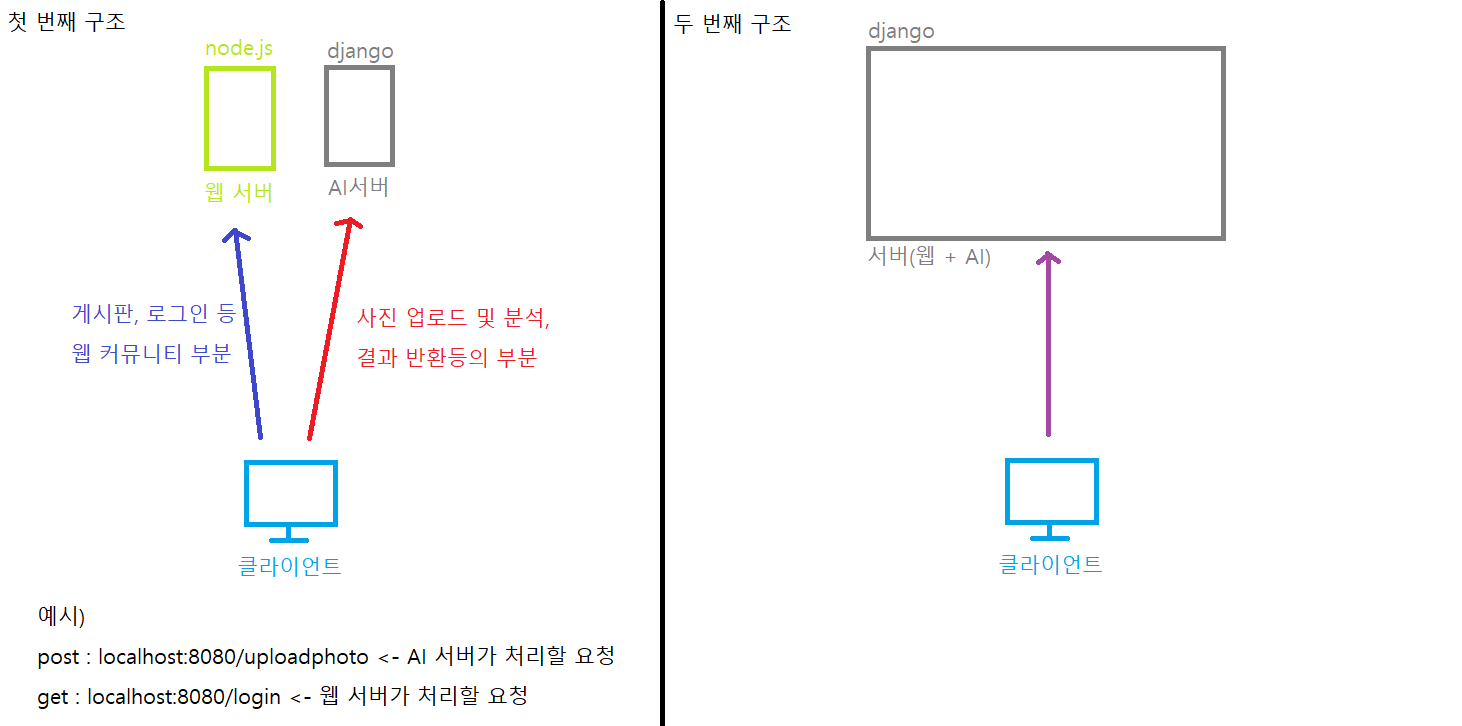 첫 번째 구조
node.js
django
웹 서버
AI서버
게시판, 로그인 등
웹 커뮤니티 부분
사진 업로드 및 분석,
결과 반환등의 부분
클라이언트
예시)
post : localhost:8080/uploadphoto <- AI 서버가 처리할 요청
get : localhost:8080/login <- 웹 서버가 처리할 요청
두 번째 구조
django
서버(웹 + AI)
클라이언트